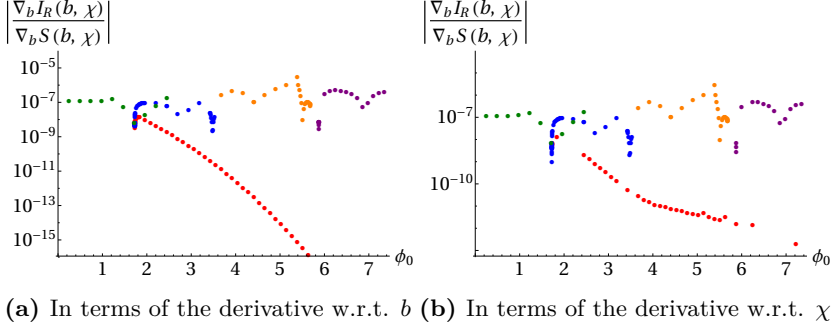 |∇_b I_R(b, χ) / ∇_b S(b, χ)| |∇_b I_R(b, χ) / ∇_b S(b, χ)|
10^{-5}
10^{-7} 10^{-7}
10^{-9}
10^{-11} 10^{-10}
10^{-13}
10^{-15}
1 2 3 4 5 6 7 ϕ_0 1 2 3 4 5 6 7 ϕ_0
(a) In terms of the derivative w.r.t. b (b) In terms of the derivative w.r.t. χ